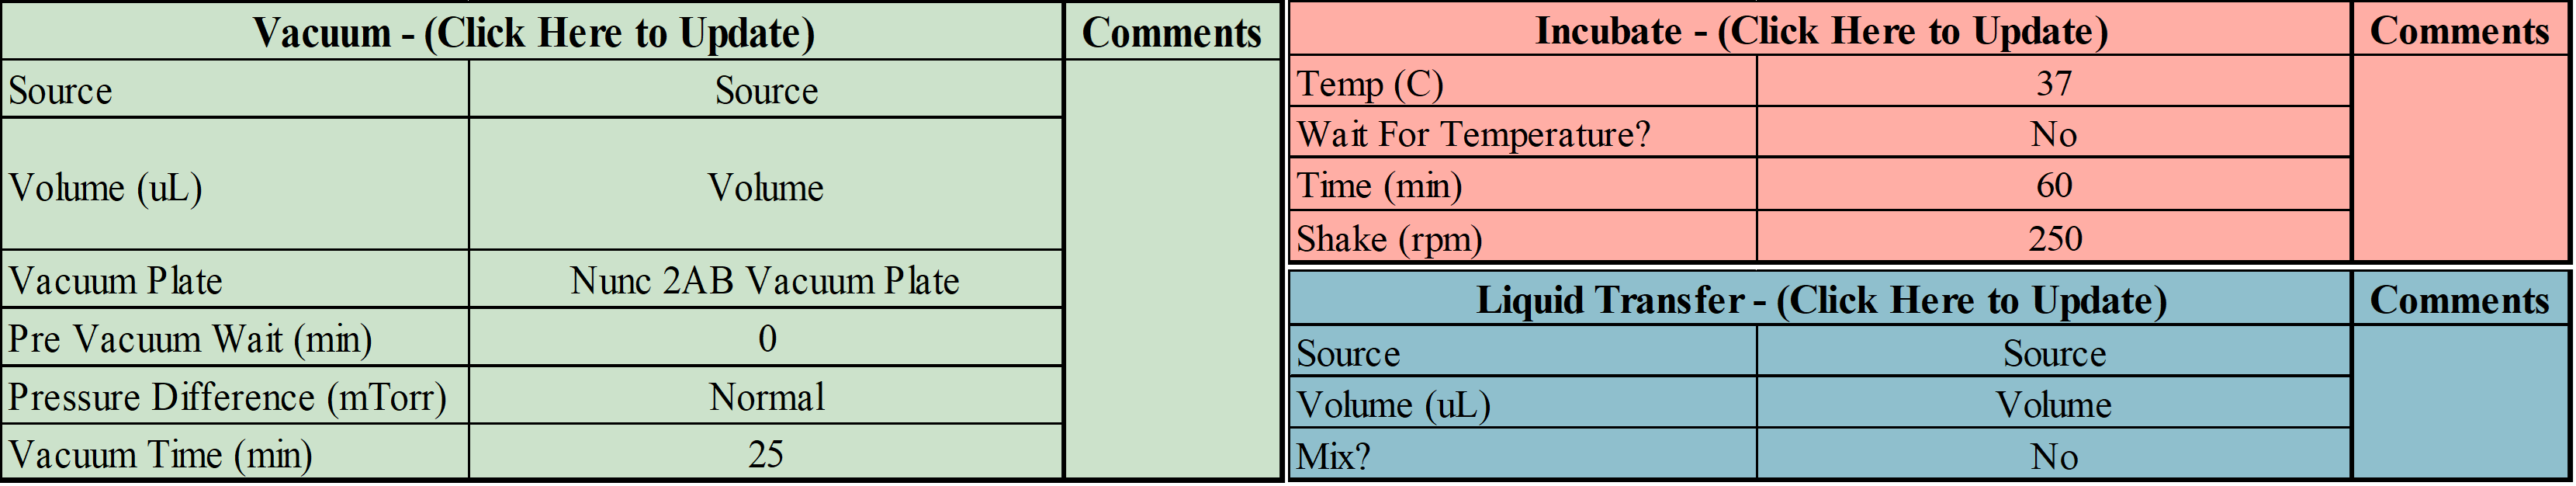 Vacuum - (Click Here to Update) Comments
Source Source
Volume (uL) Volume
Vacuum Plate Nunc 2AB Vacuum Plate
Pre Vacuum Wait (min) 0
Pressure Difference (mTorr) Normal
Vacuum Time (min) 25
Incubate - (Click Here to Update) Comments
Temp (C) 37
Wait For Temperature? No
Time (min) 60
Shake (rpm) 250
Liquid Transfer - (Click Here to Update) Comments
Source Source
Volume (uL) Volume
Mix? No